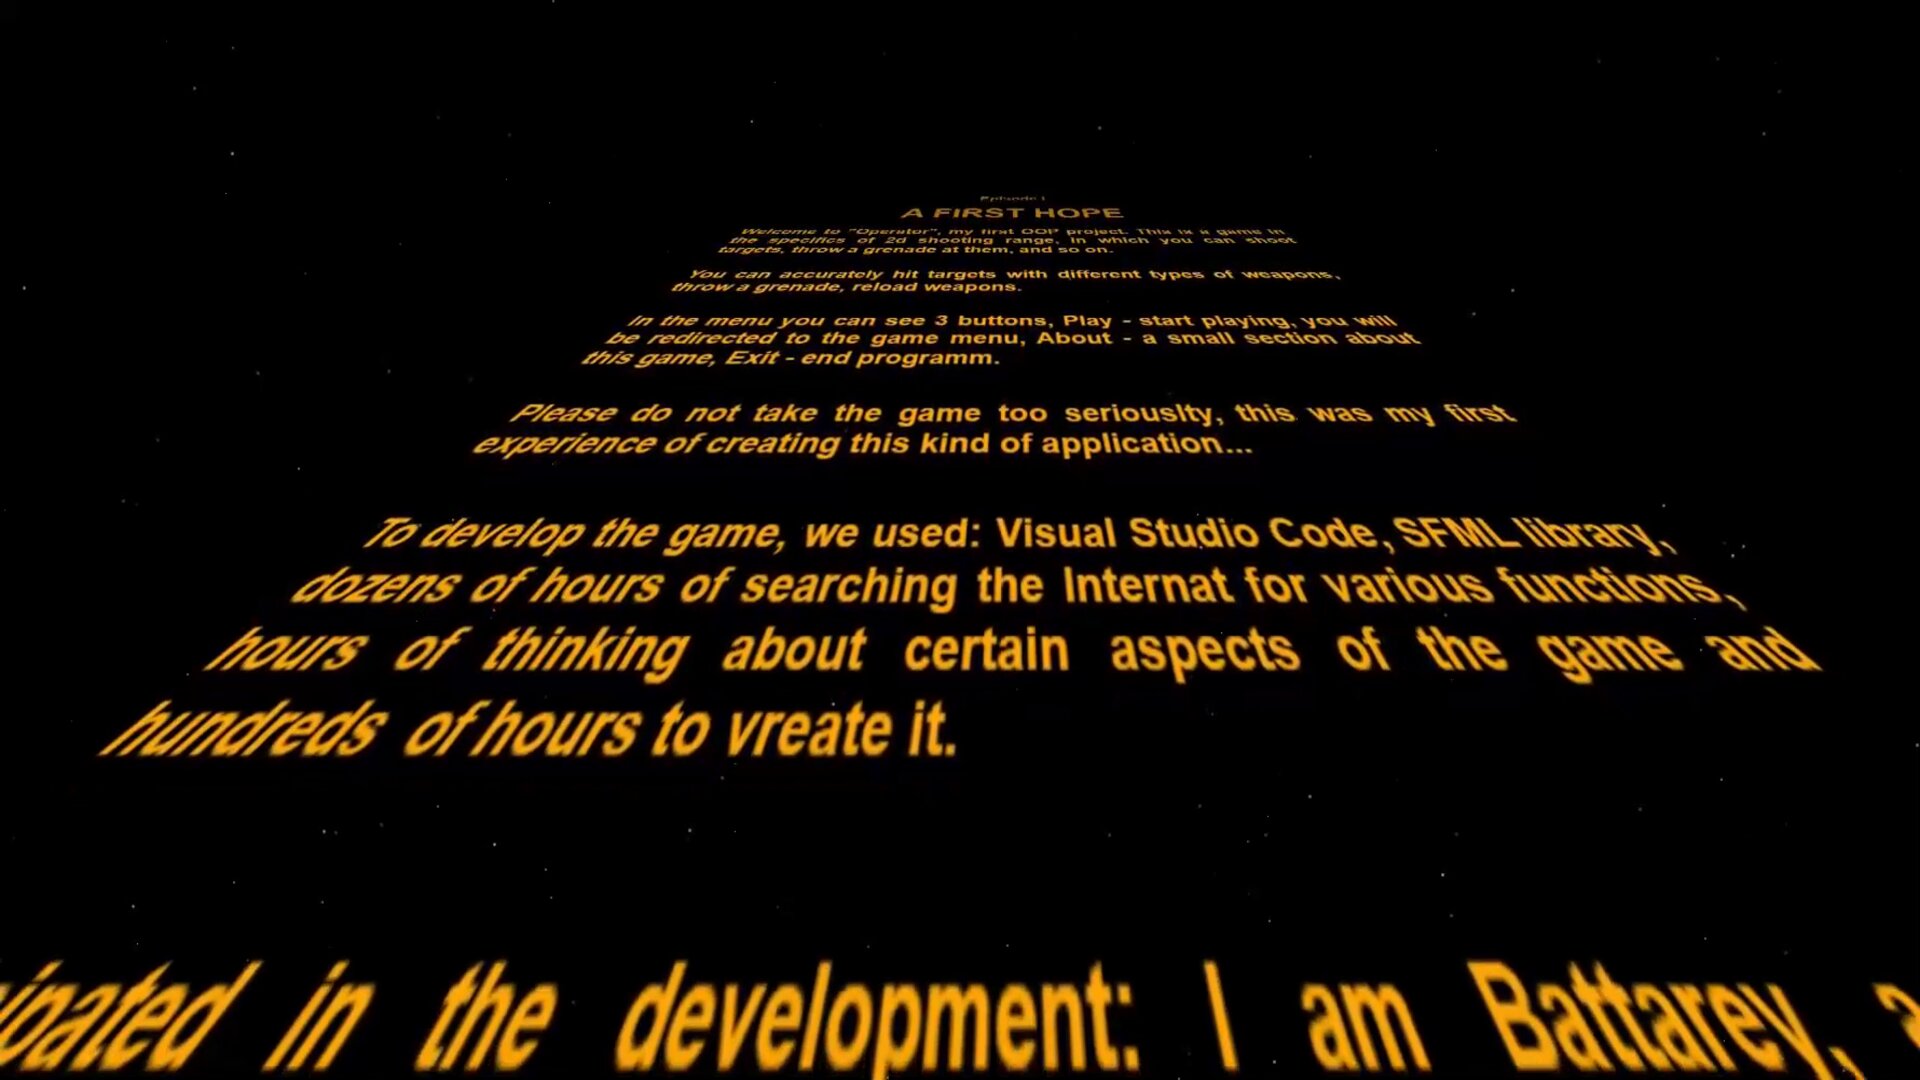 Episode I
A FIRST HOPE
Welcome to "Operator", my first OOP project. This is a game in
the specifics of 2d shooting range, in which you can shoot
targets, throw a grenade at them, and so on.
You can accurately hit targets with different types of weapons,
throw a grenade, reload weapons.
In the menu you can see 3 buttons, Play - start playing, you will
be redirected to the game menu, About - a small section about
this game, Exit - end programm.
Please do not take the game too seriouslty, this was my first
experience of creating this kind of application...
To develop the game, we used: Visual Studio Code, SFML library,
dozens of hours of searching the Internat for various functions,
hours of thinking about certain aspects of the game and
hundreds of hours to vreate it.
in the development: I am Battarey,